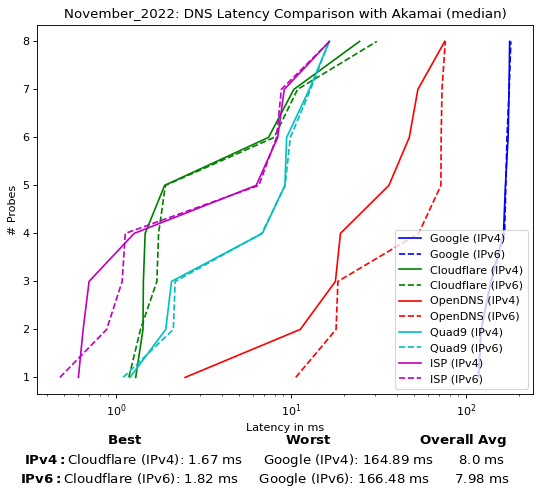 November_2022: DNS Latency Comparison with Akamai (median)
# Probes
8
7
6
5
4
3
2
1
Google (IPv4)
Google (IPv6)
Cloudflare (IPv4)
Cloudflare (IPv6)
OpenDNS (IPv4)
OpenDNS (IPv6)
Quad9 (IPv4)
Quad9 (IPv6)
ISP (IPv4)
ISP (IPv6)
10⁰ 10¹ 10²
Latency in ms
Best Worst Overall Avg
IPv4: Cloudflare (IPv4): 1.67 ms Google (IPv4): 164.89 ms 8.0 ms
IPv6: Cloudflare (IPv6): 1.82 ms Google (IPv6): 166.48 ms 7.98 ms